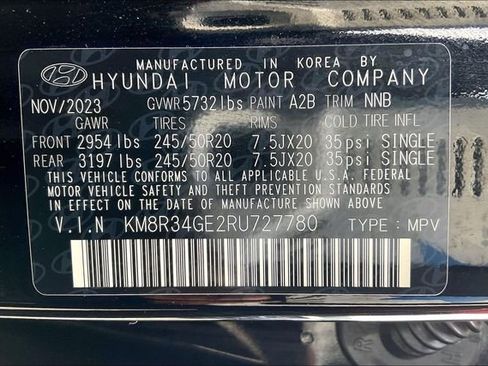 MANUFACTURED IN KOREA BY
HYUNDAI MOTOR COMPANY
NOV/2023 GVWR5732lbs PAINT A2B TRIM NNB
GAWR TIRES RIMS COLD TIRE INFL
FRONT 2954 lbs 245/50R20 7.5JX20 35psi SINGLE
REAR 3197 lbs 245/50R20 7.5JX20 35psi SINGLE
THIS VEHICLE CONFORMS TO ALL APPLICABLE U.S.A. FEDERAL
MOTOR VEHICLE SAFETY AND THEFT PREVENTION STANDARDS
IN EFFECT ON THE DATE OF MANUFACTURE SHOWN ABOVE.
V.I.N KM8R34GE2RU727780 TYPE : MPV